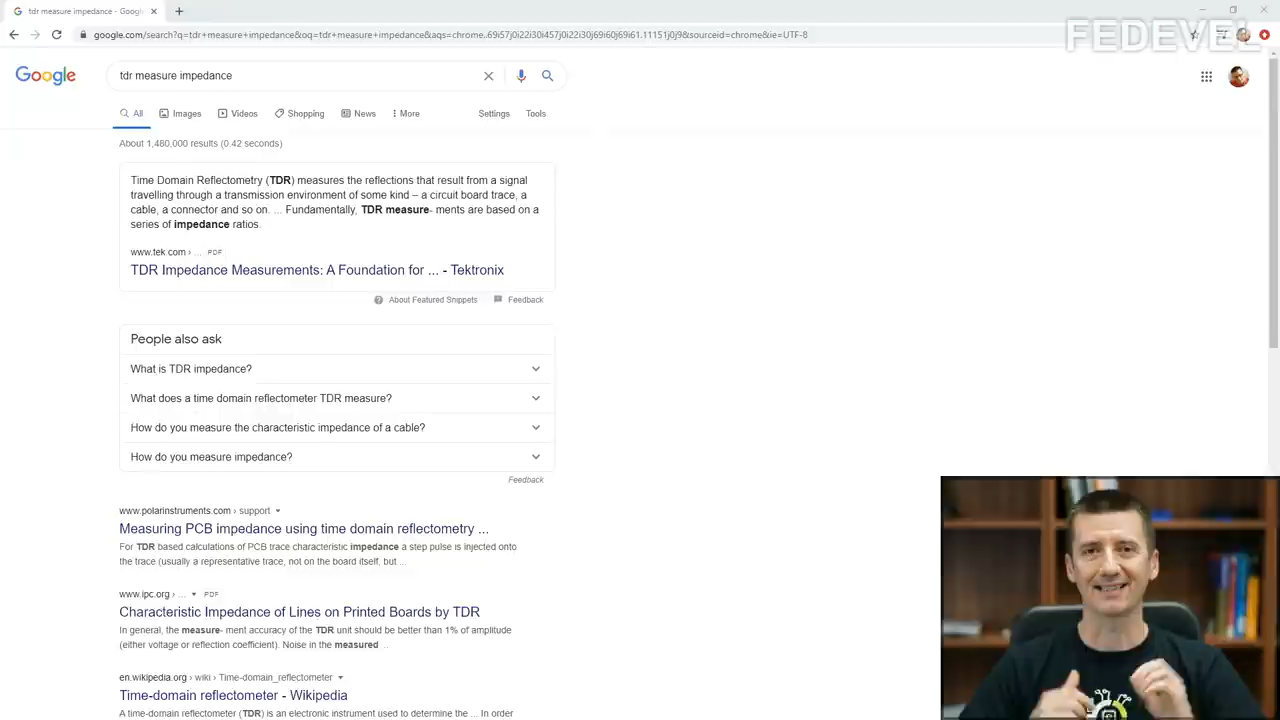 tdr measure impedance - Google
FEDEVEL
google.com/search?q=tdr+measure+impedance&oq=tdr+measure+impedance&aqs=chrome..69i57j0i22i30i457j0i22i30j69i60j69i61.11151j0j9&sourceid=chrome&ie=UTF-8
Google
tdr measure impedance
All Images Videos Shopping News More Settings Tools
About 1,480,000 results (0.42 seconds)
Time Domain Reflectometry (TDR) measures the reflections that result from a signal
travelling through a transmission environment of some kind – a circuit board trace, a
cable, a connector and so on. ... Fundamentally, TDR measure- ments are based on a
series of impedance ratios.
www.tek.com › ... PDF
TDR Impedance Measurements: A Foundation for ... - Tektronix
About Featured Snippets Feedback
People also ask
What is TDR impedance?
What does a time domain reflectometer TDR measure?
How do you measure the characteristic impedance of a cable?
How do you measure impedance?
Feedback
www.polarinstruments.com › support
Measuring PCB impedance using time domain reflectometry ...
For TDR based calculations of PCB trace characteristic impedance a step pulse is injected onto
the trace (usually a representative trace, not on the board itself, but ...
www.ipc.org › ... PDF
Characteristic Impedance of Lines on Printed Boards by TDR
In general, the measure- ment accuracy of the TDR unit should be better than 1% of amplitude
(either voltage or reflection coefficient). Noise in the measured ...
en.wikipedia.org › wiki › Time-domain_reflectometer
Time-domain reflectometer - Wikipedia
A time-domain reflectometer (TDR) is an electronic instrument used to determine the ... In order